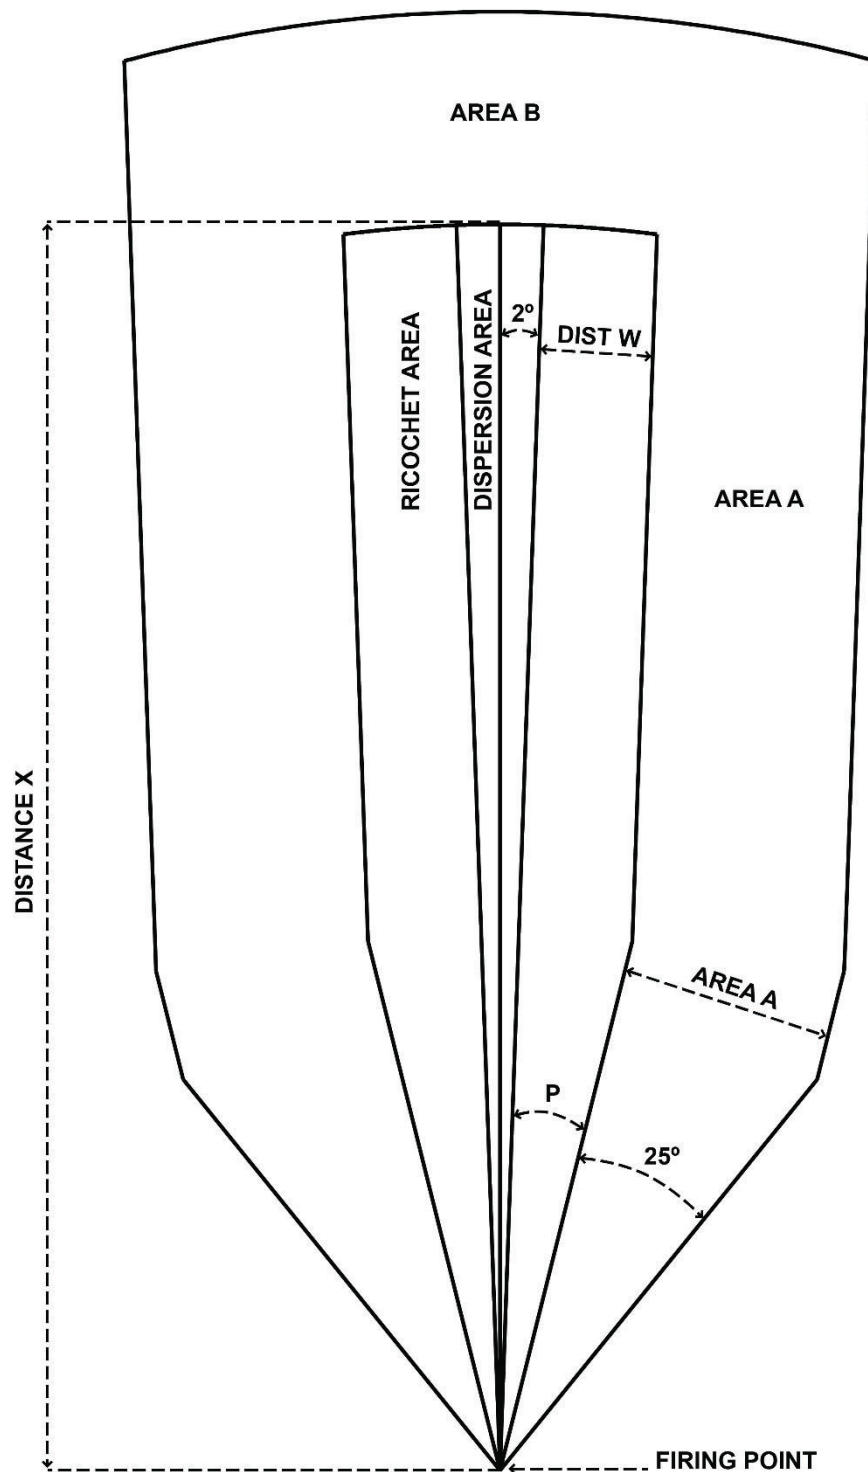 AREA B
RICOCHET AREA
DISPERSION AREA
2º
DIST W
AREA A
DISTANCE X
AREA A
P
25º
FIRING POINT